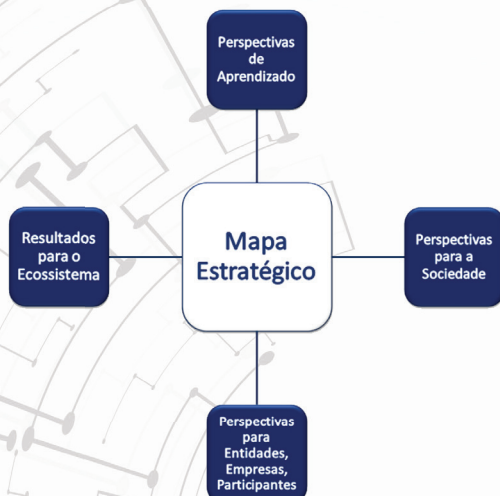 Perspectivas
de
Aprendizado
Resultados
para o
Ecossistema
Mapa
Estratégico
Perspectivas
para a
Sociedade
Perspectivas
para
Entidades,
Empresas,
Participantes